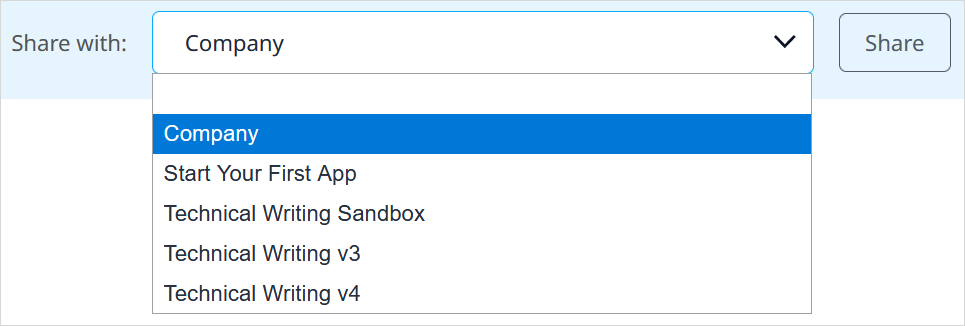 Share with: Company Share
Company
Start Your First App
Technical Writing Sandbox
Technical Writing v3
Technical Writing v4